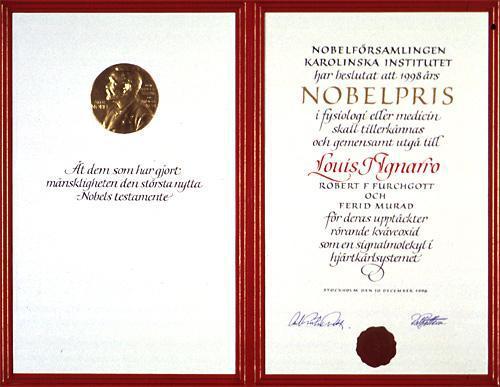 Åt dem som har gjort
mänskligheten den största nytta
Nobels testamente
NOBELFÖRSAMLINGEN
KAROLINSKA INSTITUTET
har beslutat att 1998 års
NOBELPRIS
i fysiologi eller medicin
skall tillerkännas
och gemensamt utgå till
Louis J Ignarro
ROBERT F FURCHGOTT
OCH
FERID MURAD
för deras upptäckter
rörande kväveoxid
som en signalmolekyl i
hjärtkärlsystemet
STOCKHOLM DEN 10 DECEMBER 1998